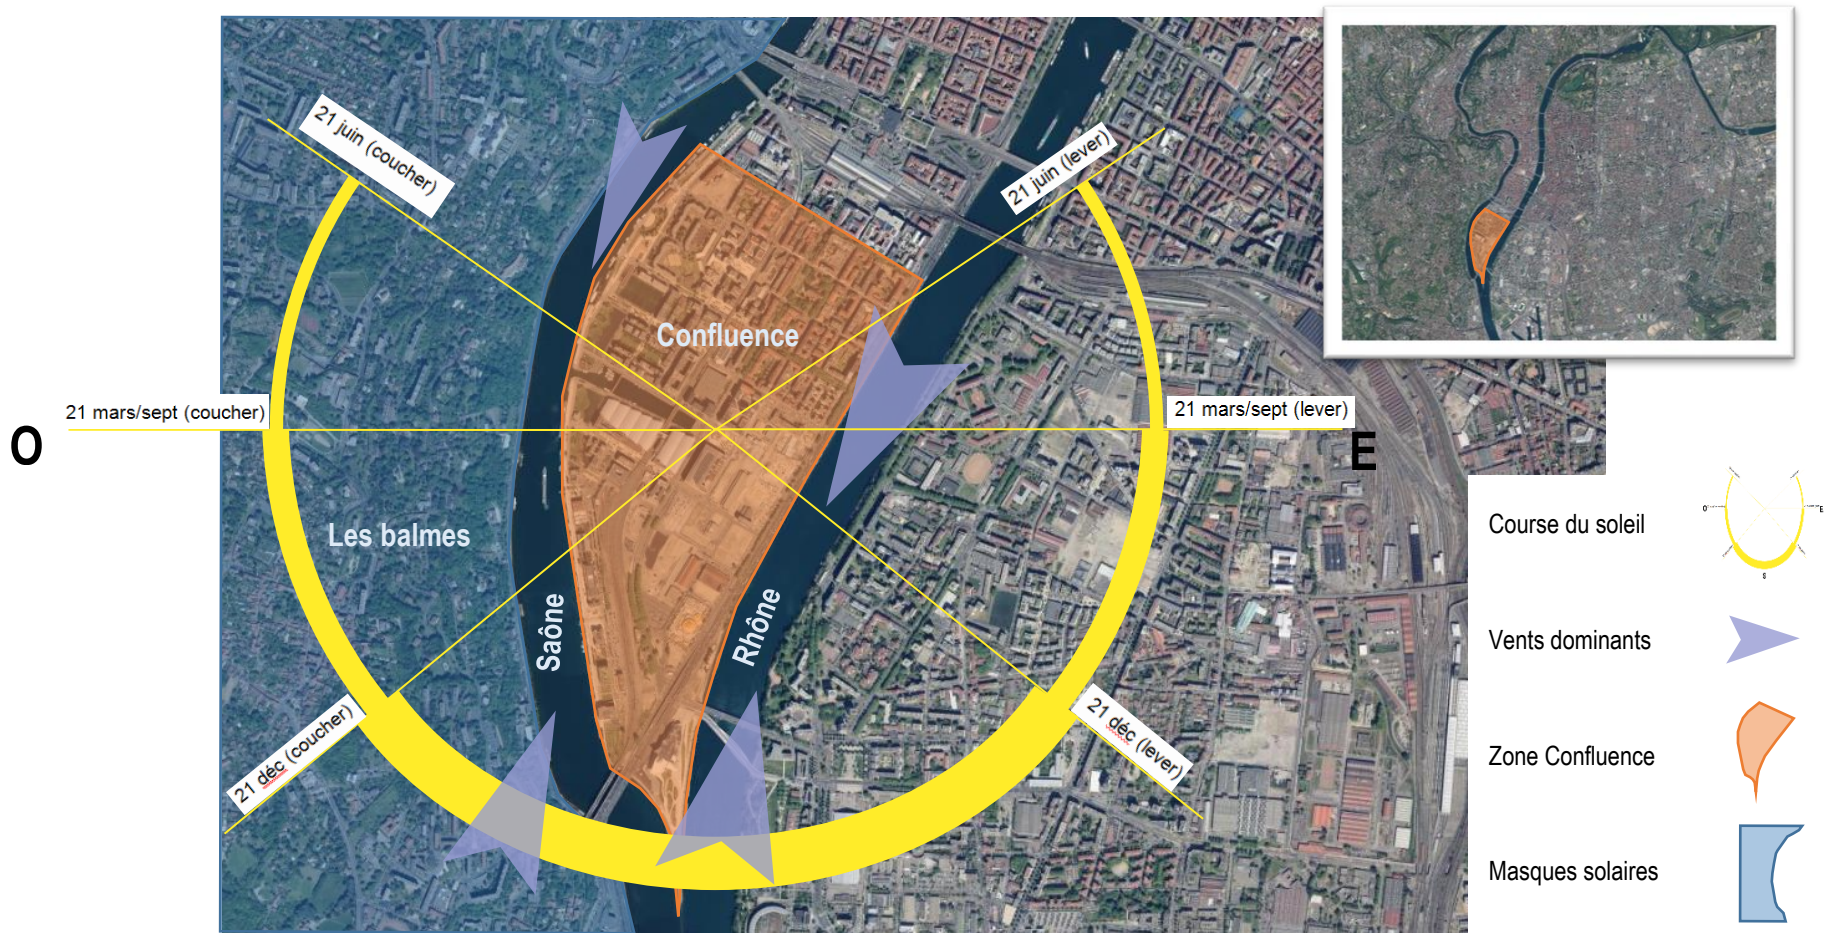 21 juin (coucher)
21 juin (lever)
Confluence
21 mars/sept (coucher)
21 mars/sept (lever)
O
E
Les balmes
Saône
Rhône
21 déc (coucher)
21 déc (lever)
Course du soleil
O
E
S
Vents dominants
Zone Confluence
Masques solaires